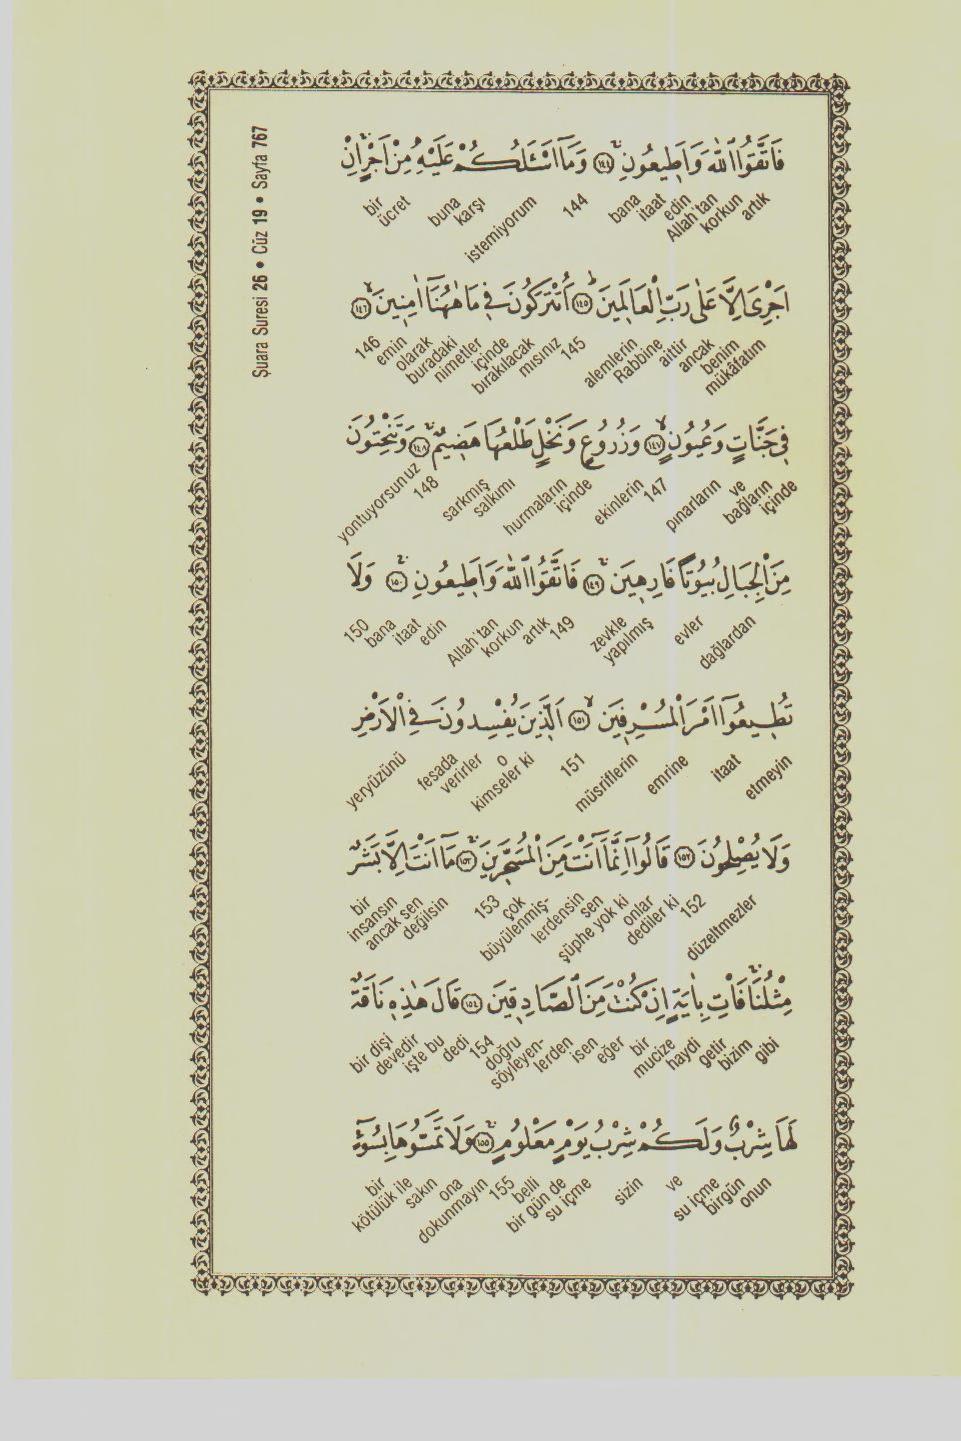 Şuara Suresi 26 • Cüz 19 • Sayfa 767
فَاتَّقُوا اللّٰهَ وَاَطٖيعُونِ ﴿١٤٤﴾ وَمَٓا اَسْـَٔلُكُمْ عَلَيْهِ مِنْ اَجْرٍ اِنْ
artık korkun Allah'tan edin itaat bana 144 istemiyorum karşı buna ücret bir
اَجْرِىَ اِلَّا عَلٰى رَبِّ الْعَالَمٖينَ ﴿١٤٥﴾ اَتُتْرَكُونَ فٖى مَا هٰهُنَٓا اٰمِنٖينَ ﴿١٤٦﴾
mükâfatım benim ancak aittir Rabbine alemlerin 145 mısınız bırakılacak içinde nimetler buradaki olarak emin 146
فٖى جَنَّاتٍ وَعُيُونٍ ﴿١٤٧﴾ وَزُرُوعٍ وَنَخْلٍ طَلْعُهَا هَضٖيمٌ ﴿١٤٨﴾ وَتَنْحِتُونَ
içinde bağların ve pınarların 147 ekinlerin içinde hurmaların salkımı sarkmış 148 yontuyorsunuz
مِنَ الْجِبَالِ بُيُوتًا فَارِهٖينَ ﴿١٤٩﴾ فَاتَّقُوا اللّٰهَ وَاَطٖيعُونِ ﴿١٥٠﴾ وَلَا
dağlardan evler yapılmış zevkle 149 artık korkun Allah'tan edin itaat bana 150
تُطٖيعُٓوا اَمْرَ الْمُسْرِفٖينَ ﴿١٥١﴾ اَلَّذٖينَ يُفْسِدُونَ فِى الْاَرْضِ
etmeyin itaat emrine müsriflerin 151 kimseler ki o verirler fesada yeryüzünü
وَلَا يُصْلِحُونَ ﴿١٥٢﴾ قَالُٓوا اِنَّمَٓا اَنْتَ مِنَ الْمُسَحَّرٖينَ ﴿١٥٣﴾ مَٓا اَنْتَ اِلَّا بَشَرٌ
düzeltmezler 152 dediler ki onlar şüphe yok ki sen lerdensin büyülenmiş- çok 153 değilsin ancak sen insansın bir
مِثْلُنَا فَاْتِ بِاٰيَةٍ اِنْ كُنْتَ مِنَ الصَّادِقٖينَ ﴿١٥٤﴾ قَالَ هٰذِهٖ نَاقَةٌ
gibi bizim getir haydi mucize bir eğer isen lerden söyleyen- doğru 154 dedi işte bu devedir bir dişi
لَهَا شِرْبٌ وَلَكُمْ شِرْبُ يَوْمٍ مَعْلُومٍ ﴿١٥٥﴾ وَلَا تَمَسُّوهَا بِسُٓوءٍ
onun birgün su içme ve sizin su içme bir gün de belli 155 dokunmayın ona sakın kötülük ile bir